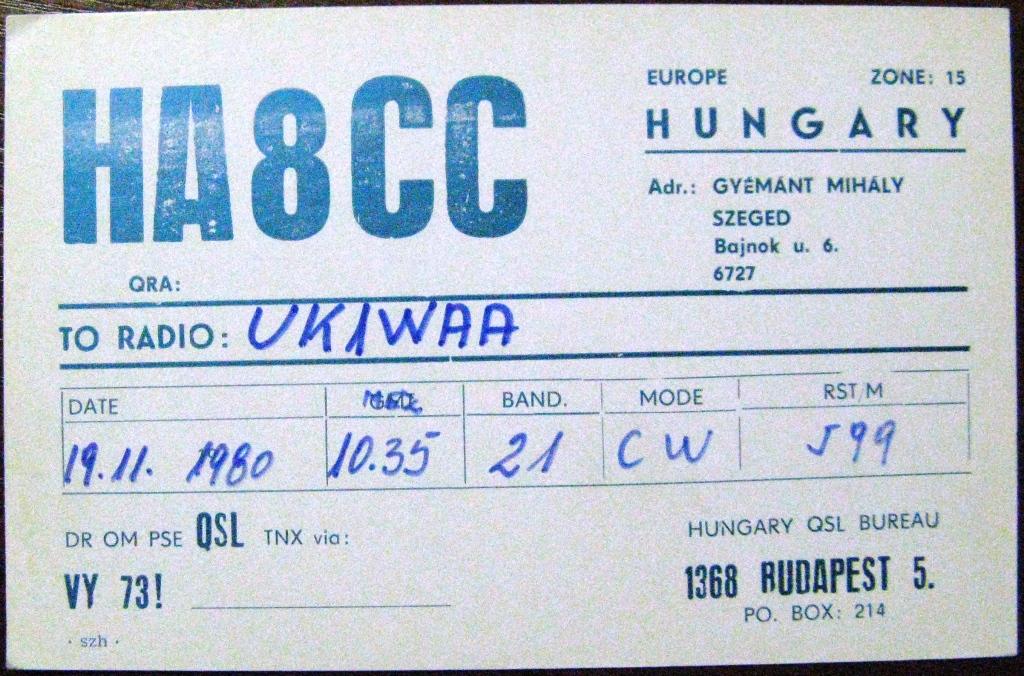 HA8CC
EUROPE ZONE: 15
HUNGARY
Adr.: GYÉMÁNT MIHÁLY
SZEGED
Bajnok u. 6.
6727
QRA:
TO RADIO: UK1WAA
DATE BAND. MODE RST/M
19.11. 1980 10.35 21 CW 599
DR OM PSE QSL TNX via:
VY 73!
HUNGARY QSL BUREAU
1368 BUDAPEST 5.
PO. BOX: 214
· szh ·